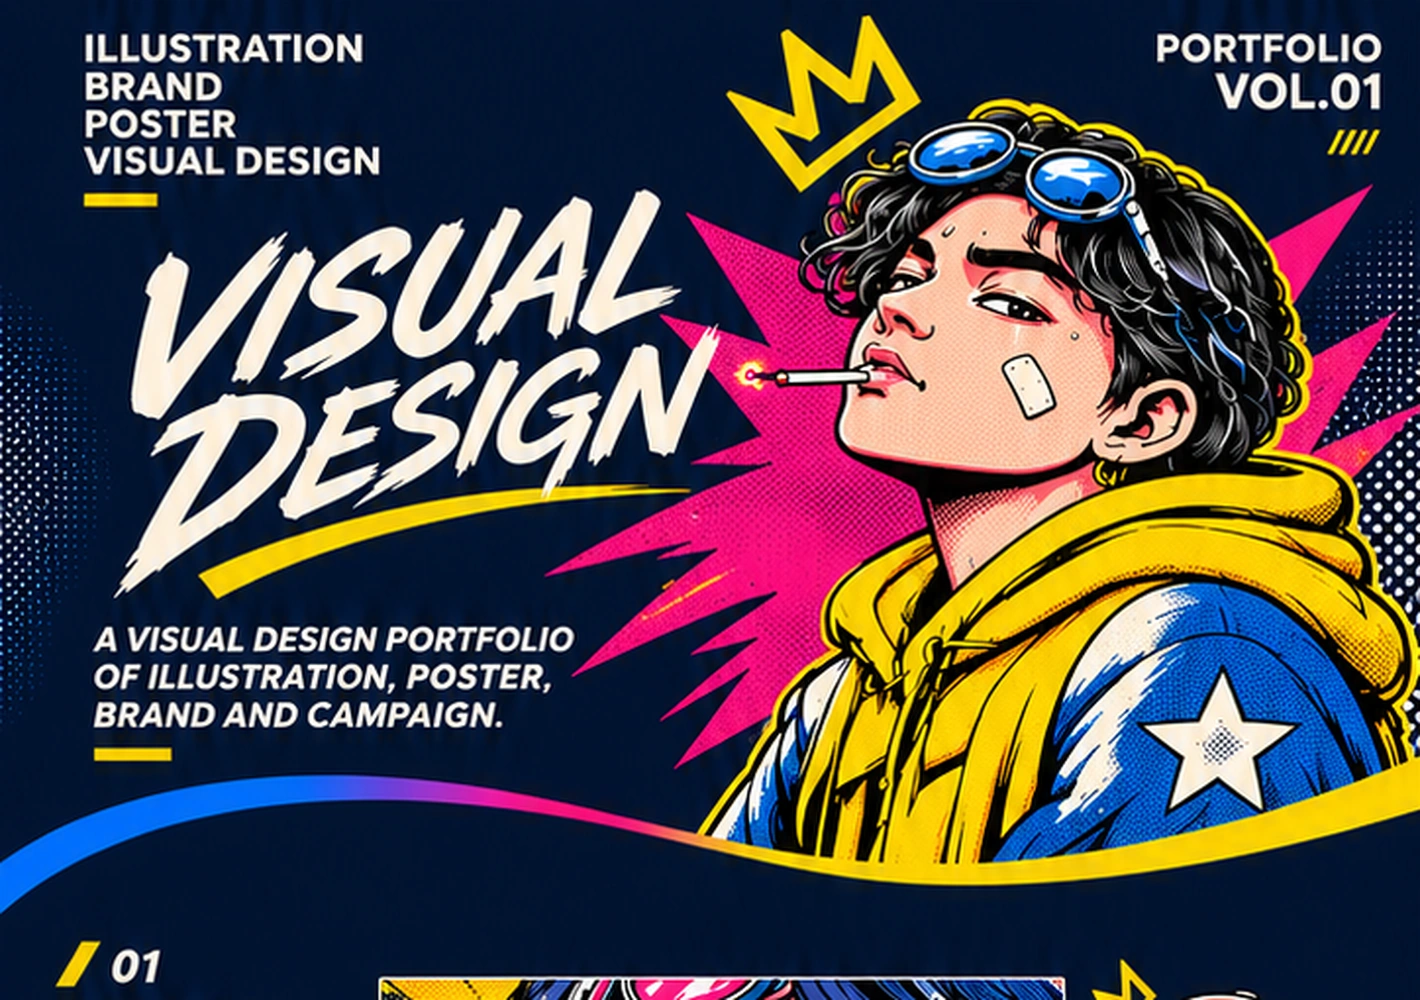 ILLUSTRATION
BRAND
POSTER
VISUAL DESIGN
PORTFOLIO
VOL.01
VISUAL
DESIGN
A VISUAL DESIGN PORTFOLIO
OF ILLUSTRATION, POSTER,
BRAND AND CAMPAIGN.
01